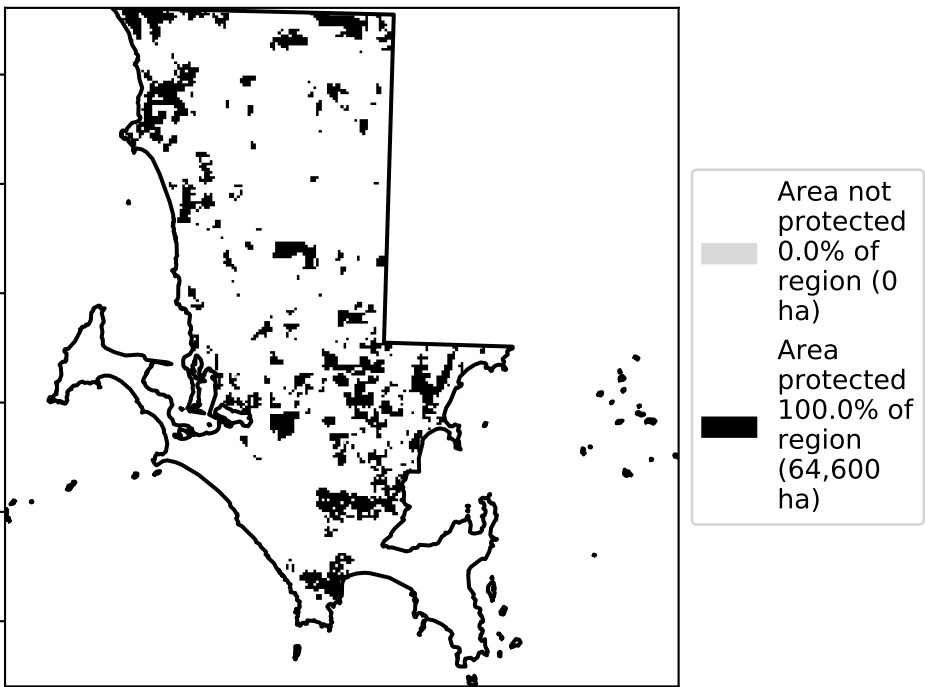 Area not
protected
0.0% of
region (0
ha)
Area
protected
100.0% of
region
(64,600
ha)